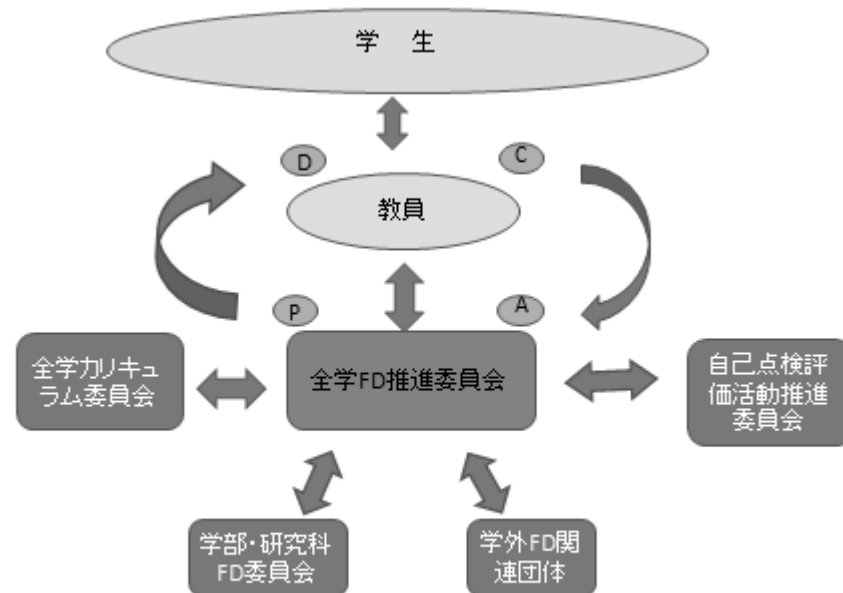 学　生
D
C
教員
P
A
全学カリキュ
ラム委員会
全学FD推進委員会
自己点検評
価活動推進
委員会
学部・研究科
FD委員会
学外FD関
連団体